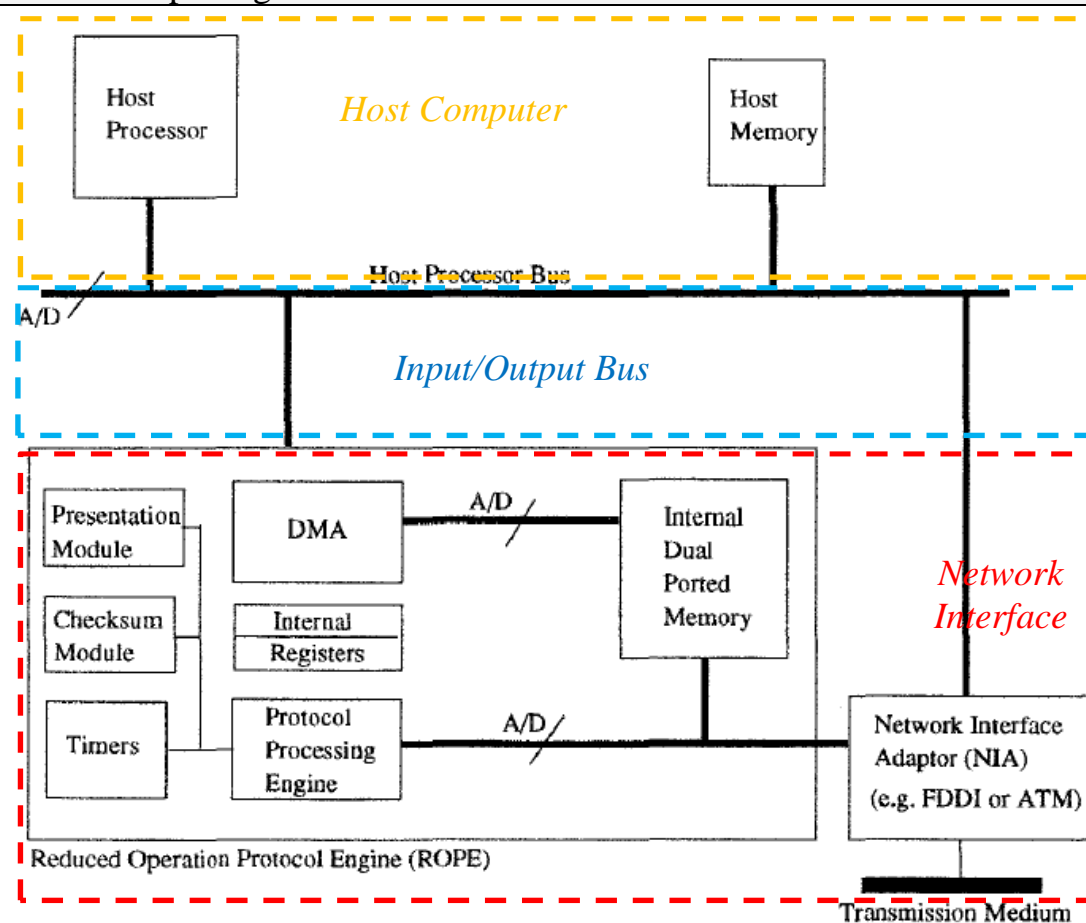 Host
Processor
Host Computer
Host
Memory
Host Processor Bus
A/D
Input/Output Bus
Presentation
Module
DMA
A/D
Internal
Dual
Ported
Memory
Network
Interface
Checksum
Module
Internal
Registers
Timers
Protocol
Processing
Engine
A/D
Network Interface
Adaptor (NIA)
(e.g. FDDI or ATM)
Reduced Operation Protocol Engine (ROPE)
Transmission Medium